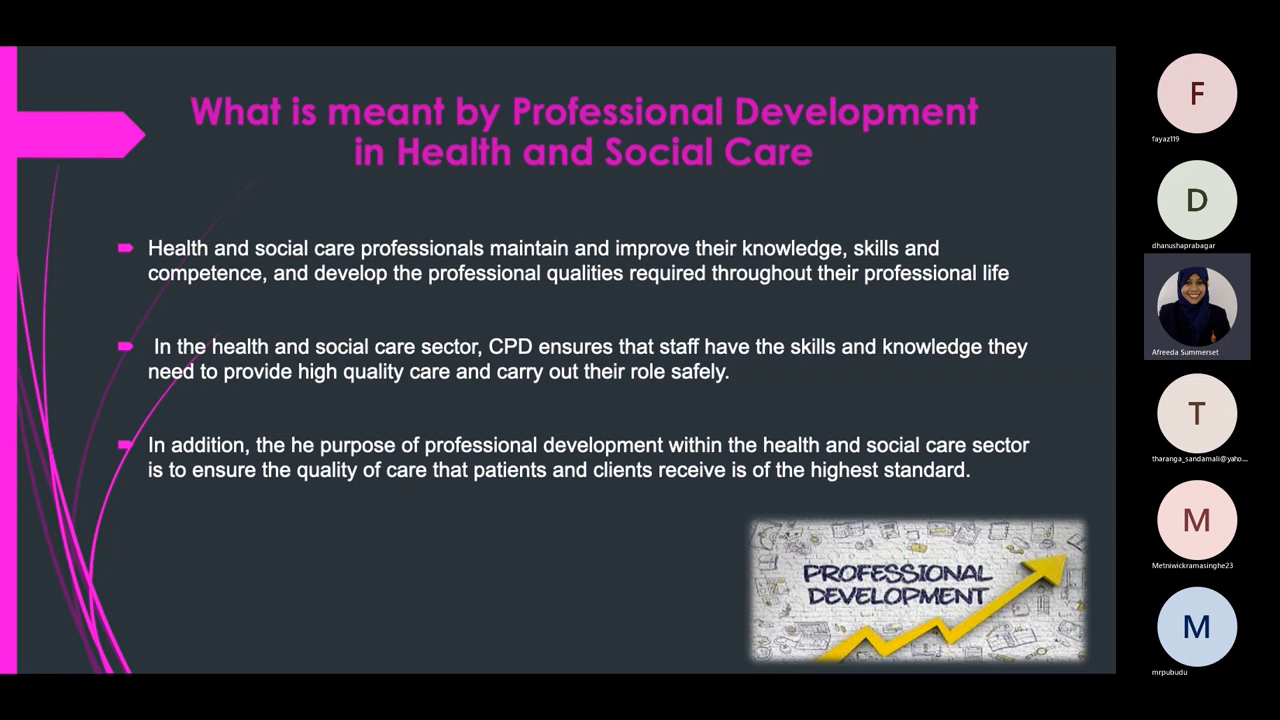 What is meant by Professional Development
in Health and Social Care
Health and social care professionals maintain and improve their knowledge, skills and
competence, and develop the professional qualities required throughout their professional life
In the health and social care sector, CPD ensures that staff have the skills and knowledge they
need to provide high quality care and carry out their role safely.
In addition, the he purpose of professional development within the health and social care sector
is to ensure the quality of care that patients and clients receive is of the highest standard.
PROFESSIONAL
DEVELOPMENT
F
fayaz119
D
dhanushaprabagar
Afreeda Summerset
T
tharanga_sandamali@yaho...
M
Metniwickramasinghe23
M
mrpubudu